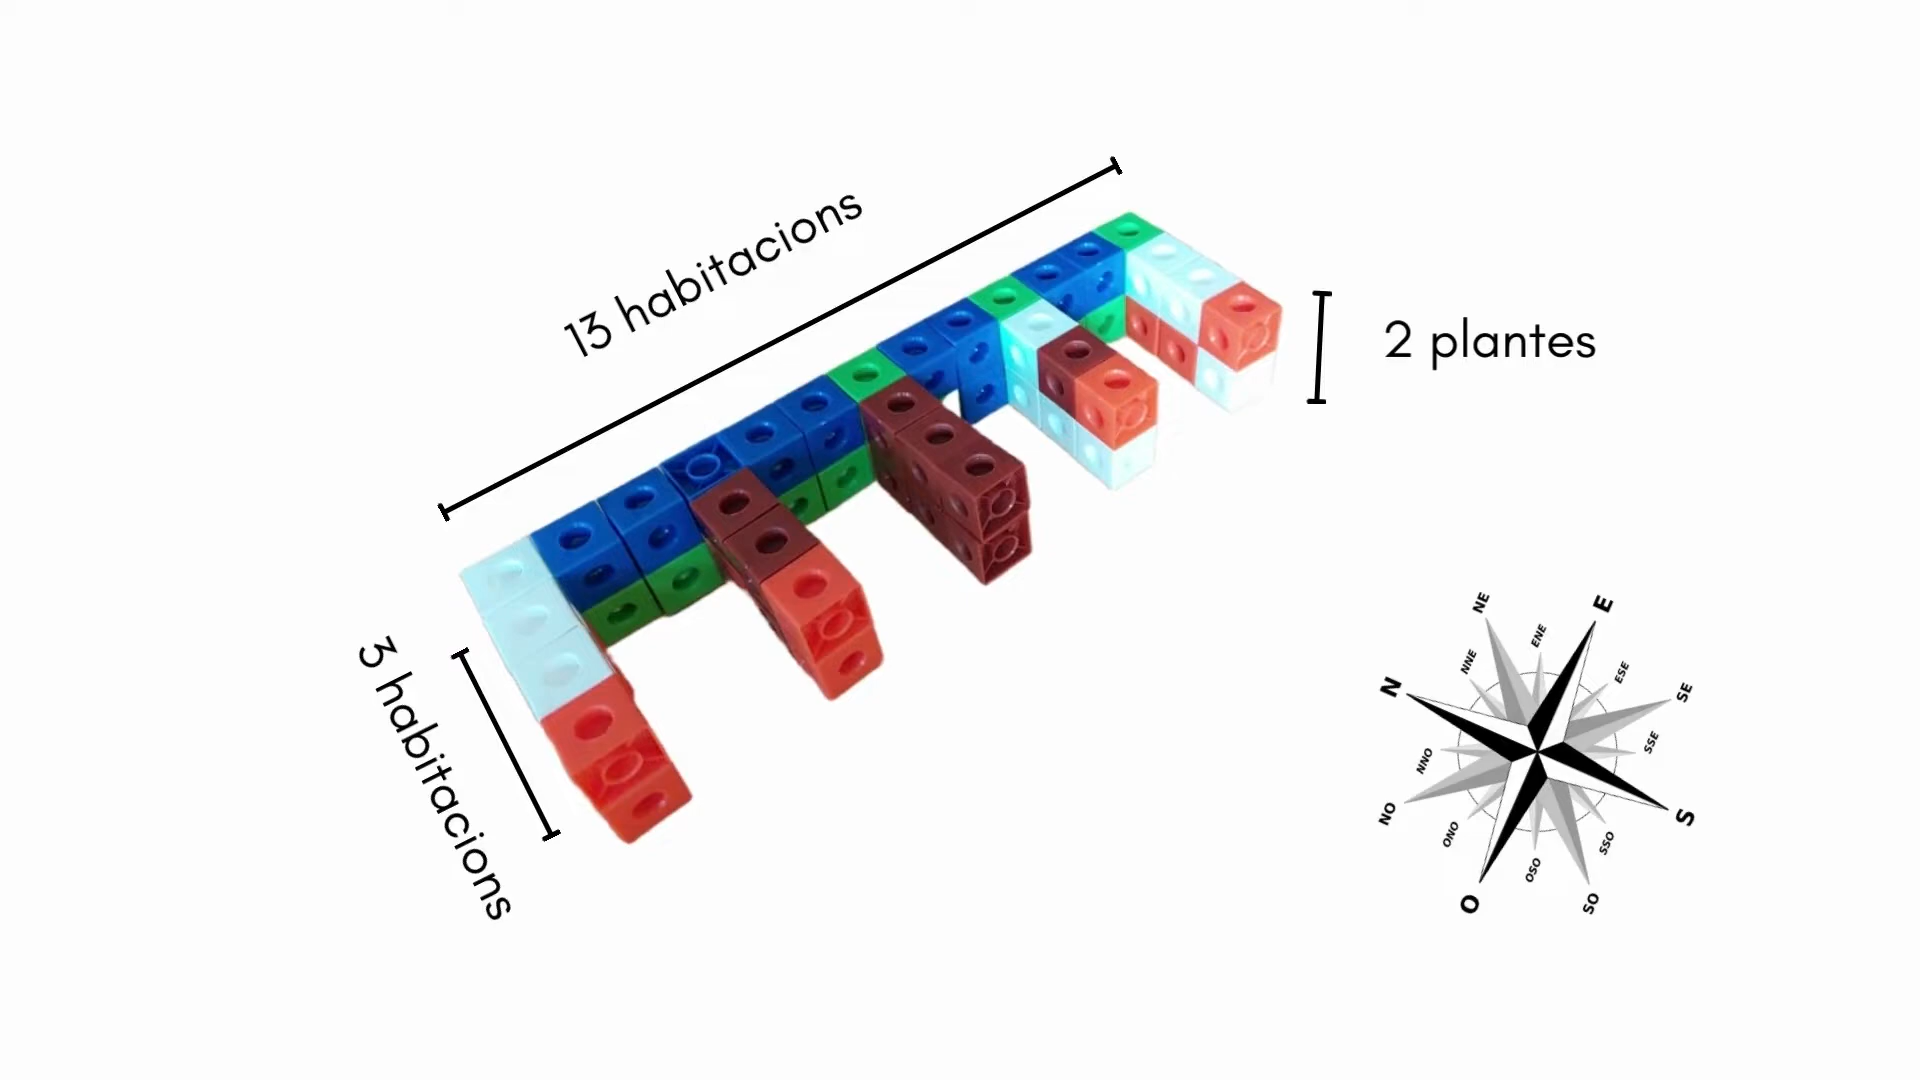 13 habitacions
2 plantes
3 habitacions
NE
E
ENE
NNE
ESE
N
SE
SSE
NNO
NO
S
ONO
SSO
OSO
O
SO